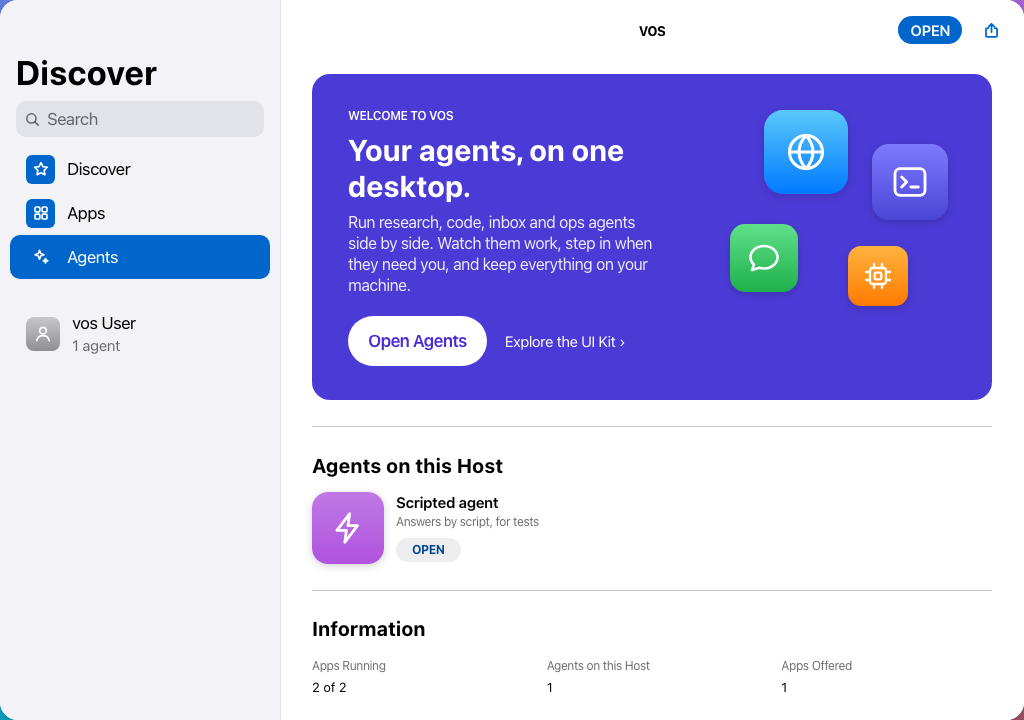 Discover
Search
Discover
Apps
Agents
vos User
1 agent
vos
OPEN
WELCOME TO VOS
Your agents, on one
desktop.
Run research, code, inbox and ops agents
side by side. Watch them work, step in when
they need you, and keep everything on your
machine.
Open Agents
Explore the UI Kit ›
Agents on this Host
Scripted agent
Answers by script, for tests
OPEN
Information
Apps Running
2 of 2
Agents on this Host
1
Apps Offered
1